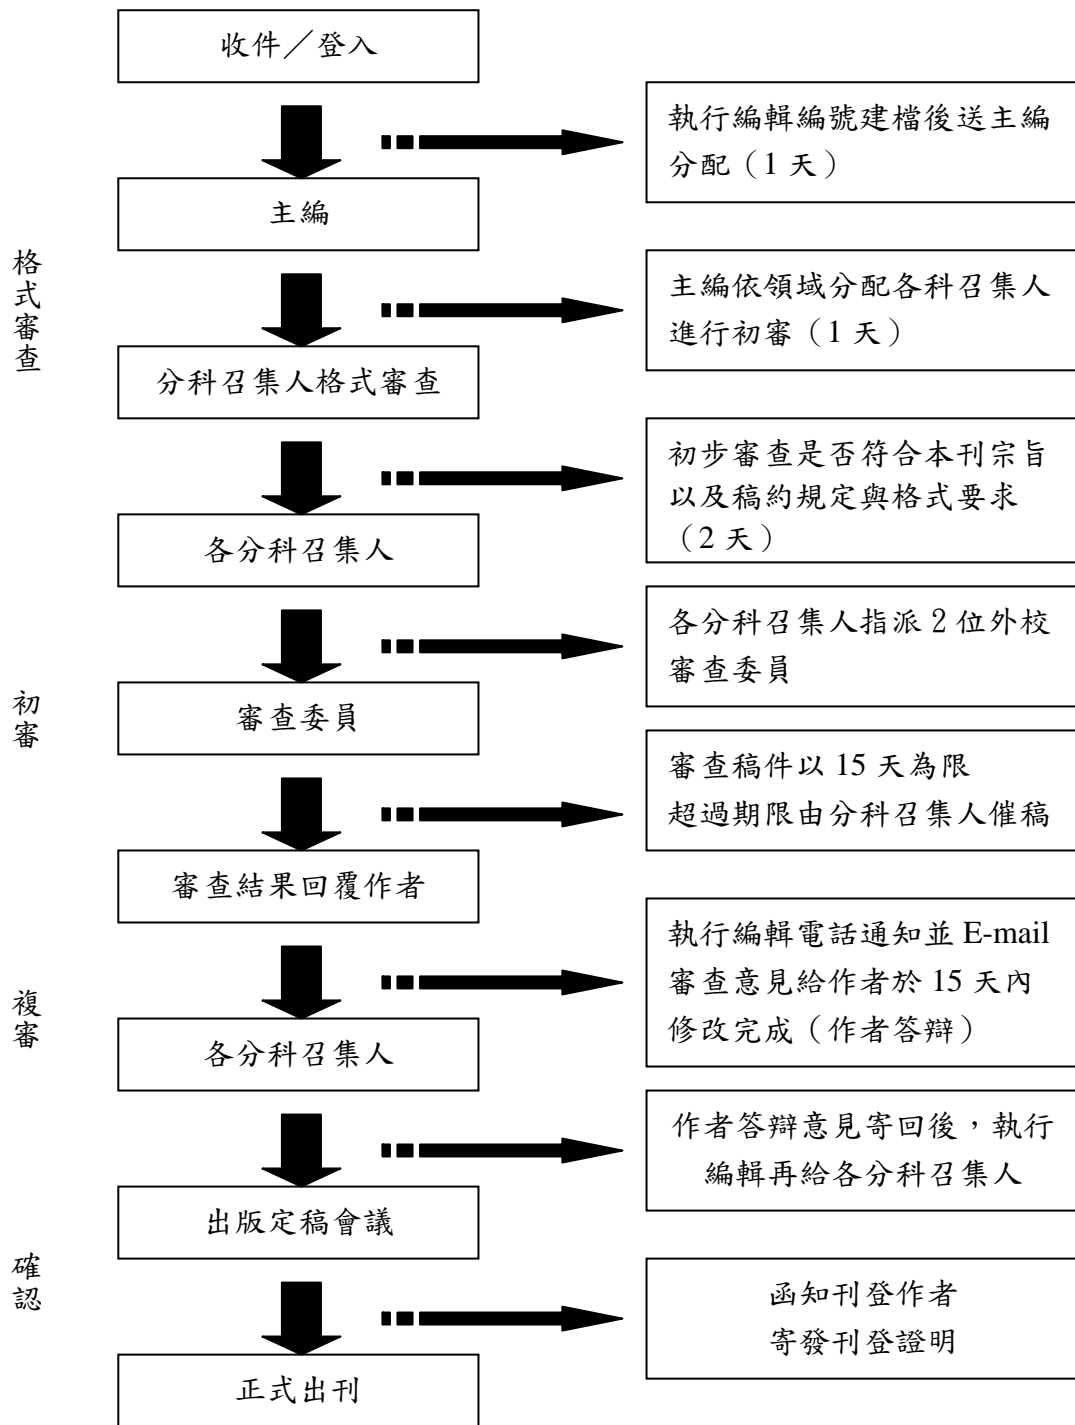 收件／登入
執行編輯編號建檔後送主編
分配（1 天）
主編
格式審查
主編依領域分配各科召集人
進行初審（1 天）
分科召集人格式審查
初步審查是否符合本刊宗旨
以及稿約規定與格式要求
（2 天）
各分科召集人
各分科召集人指派 2 位外校
審查委員
初審
審查委員
審查稿件以 15 天為限
超過期限由分科召集人催稿
審查結果回覆作者
執行編輯電話通知並 E-mail
審查意見給作者於 15 天內
修改完成（作者答辯）
複審
各分科召集人
作者答辯意見寄回後，執行
編輯再給各分科召集人
出版定稿會議
確認
函知刊登作者
寄發刊登證明
正式出刊